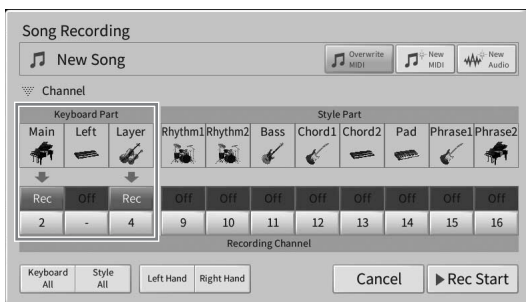 Song Recording
New Song
Overwrite MIDI
New MIDI
New Audio
Channel
Keyboard Part
Style Part
Main Left Layer Rhythm1 Rhythm2 Bass Chord1 Chord2 Pad Phrase1 Phrase2
Rec Off Rec Off Off Off Off Off Off Off Off
2 - 4 9 10 11 12 13 14 15 16
Recording Channel
Keyboard All
Style All
Left Hand Right Hand
Cancel
Rec Start